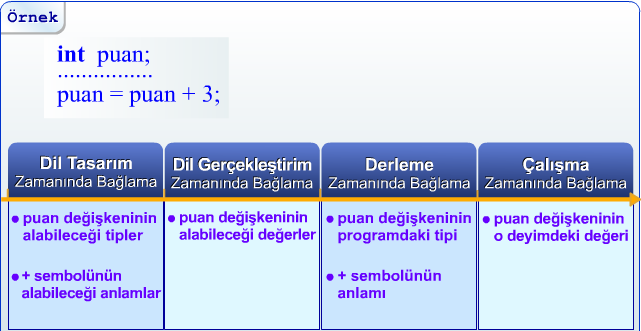 Örnek
int puan;
................
puan = puan + 3;
Dil Tasarım
Zamanında Bağlama
Dil Gerçekleştirim
Zamanında Bağlama
Derleme
Zamanında Bağlama
Çalışma
Zamanında Bağlama
• puan değişkeninin
alabileceği tipler
• + sembolünün
alabileceği anlamlar
• puan değişkeninin
alabileceği değerler
• puan değişkeninin
programdaki tipi
• + sembolünün
anlamı
• puan değişkeninin
o deyimdeki değeri